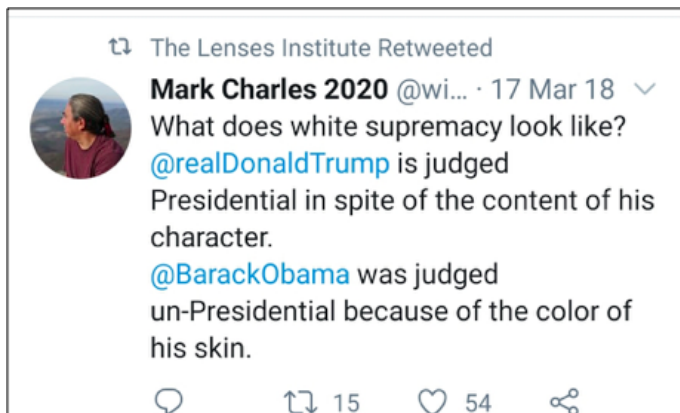 The Lenses Institute Retweeted
Mark Charles 2020 @wi... · 17 Mar 18
What does white supremacy look like?
@realDonaldTrump is judged
Presidential in spite of the content of his
character.
@BarackObama was judged
un-Presidential because of the color of
his skin.
15 54